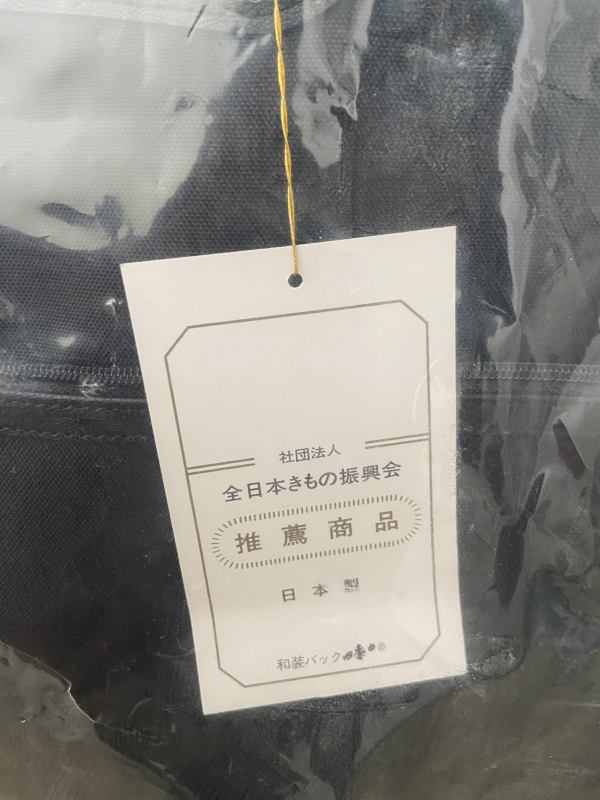 社団法人
全日本きもの振興会
推薦商品
日本製
和装バック®